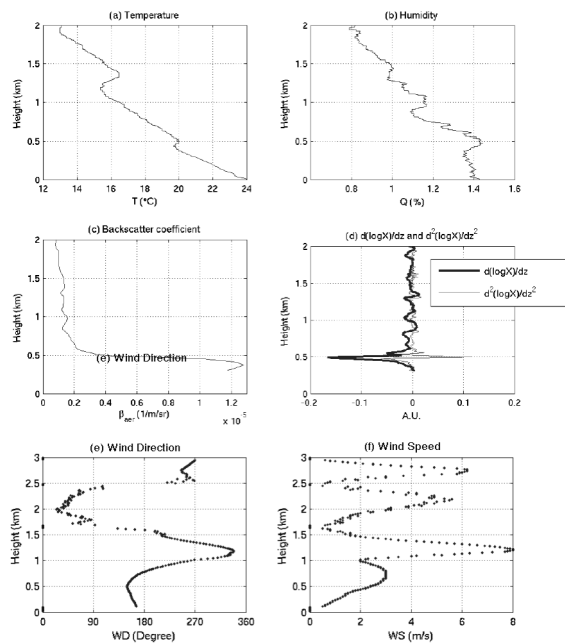 (a) Temperature
2
1.5
1
0.5
0
Height (km)
12 14 16 18 20 22 24
T (°C)
(b) Humidity
2
1.5
1
0.5
0
Height (km)
0.8 1 1.2 1.4 1.6
Q (%)
(c) Backscatter coefficient
2
1.5
1
0.5
0
Height (km)
(e) Wind Direction
0 0.2 0.4 0.6 0.8 1 1.2
βaer (1/m/sr)
x 10⁻⁵
(d) d(logX)/dz and d²(logX)/dz²
2
1.5
1
0.5
0
Height (km)
d(logX)/dz
d²(logX)/dz²
-0.2 -0.1 0 0.1 0.2
A.U.
(e) Wind Direction
3
2.5
2
1.5
1
0.5
0
Height (km)
0 90 180 270 360
WD (Degree)
(f) Wind Speed
3
2.5
2
1.5
1
0.5
0
Height (km)
0 2 4 6 8
WS (m/s)